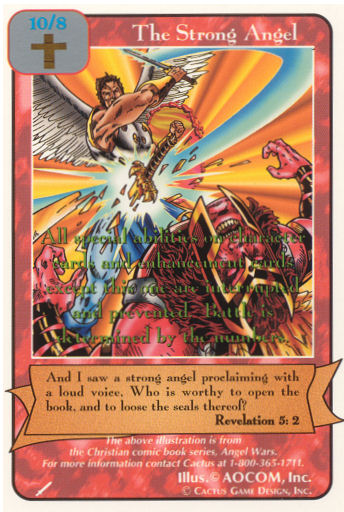 10/8
The Strong Angel
All special abilities on character
cards and enhancement cards
except this one are interrupted
and prevented. Battle is
determined by the numbers.
And I saw a strong angel proclaiming with
a loud voice, Who is worthy to open the
book, and to loose the seals thereof?
Revelation 5: 2
The above illustration is from
the Christian comic book series, Angel Wars.
For more information contact Cactus at 1-800-365-1711.
Illus.© AOCOM, Inc.
© Cactus Game Design, Inc.